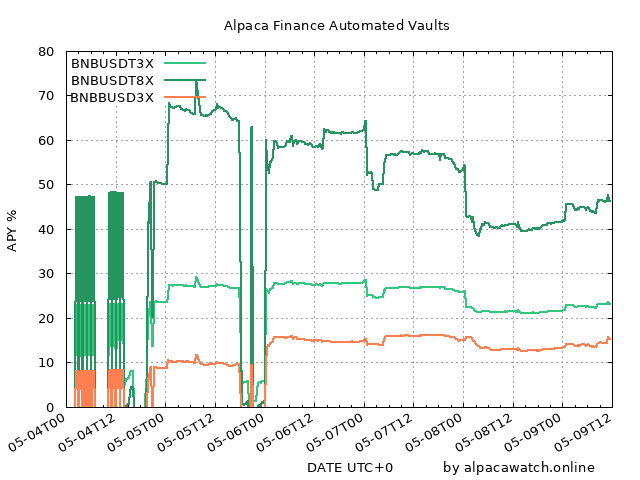 Alpaca Finance Automated Vaults
80
70
60
50
40
30
20
10
0
APY %
BNBUSDT3X
BNBUSDT8X
BNBBUSD3X
05-04T00
05-04T12
05-05T00
05-05T12
05-06T00
05-06T12
05-07T00
05-07T12
05-08T00
05-08T12
05-09T00
05-09T12
DATE UTC+0
by alpacawatch.online